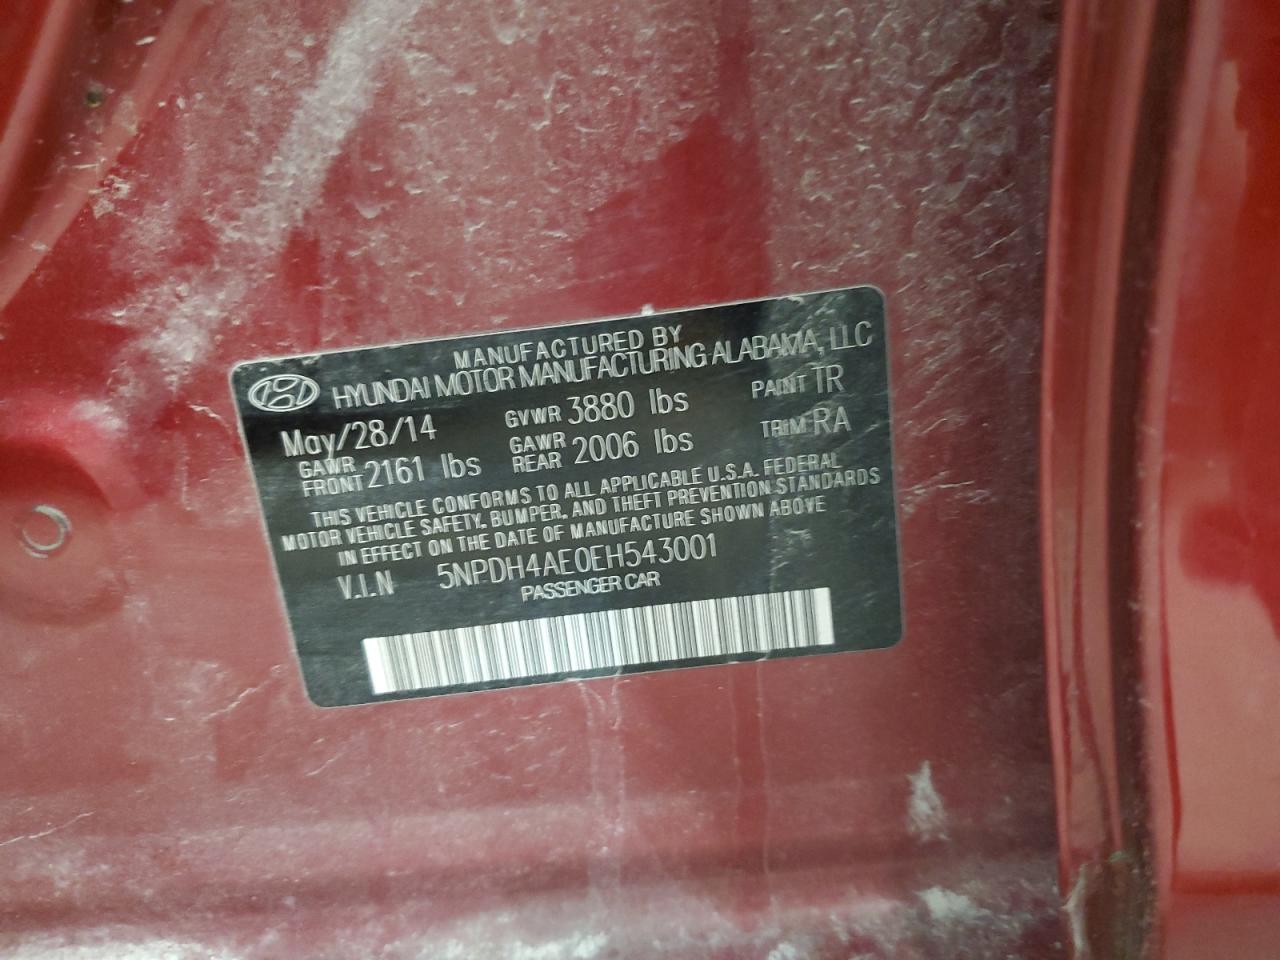 MANUFACTURED BY
HYUNDAI MOTOR MANUFACTURING ALABAMA, LLC
May/28/14 GVWR 3880 lbs PAINT TR
GAWR FRONT 2161 lbs GAWR REAR 2006 lbs TRIM RA
THIS VEHICLE CONFORMS TO ALL APPLICABLE U.S.A. FEDERAL
MOTOR VEHICLE SAFETY, BUMPER, AND THEFT PREVENTION STANDARDS
IN EFFECT ON THE DATE OF MANUFACTURE SHOWN ABOVE
V.I.N 5NPDH4AE0EH543001
PASSENGER CAR